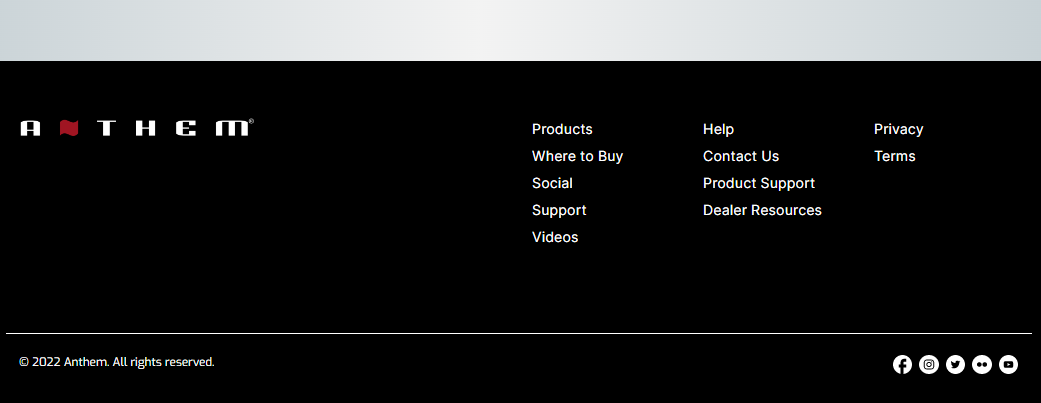 ANTHEM®
Products
Where to Buy
Social
Support
Videos
Help
Contact Us
Product Support
Dealer Resources
Privacy
Terms
© 2022 Anthem. All rights reserved.